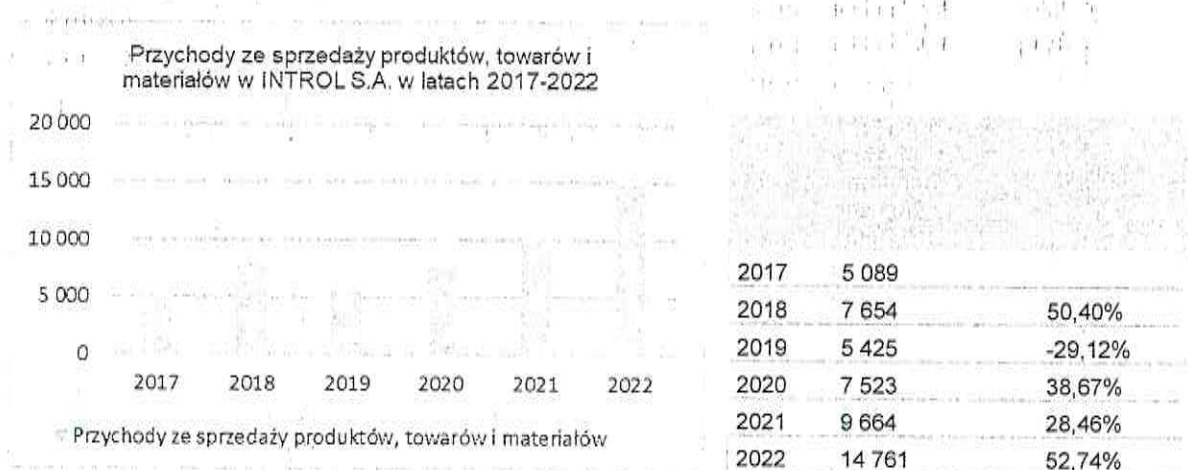 Przychody ze sprzedaży produktów, towarów i
materiałów w INTROL S.A. w latach 2017-2022
20 000
15 000
10 000
5 000
0
2017 2018 2019 2020 2021 2022
Przychody ze sprzedaży produktów, towarów i materiałów
2017 5 089
2018 7 654 50,40%
2019 5 425 -29,12%
2020 7 523 38,67%
2021 9 664 28,46%
2022 14 761 52,74%